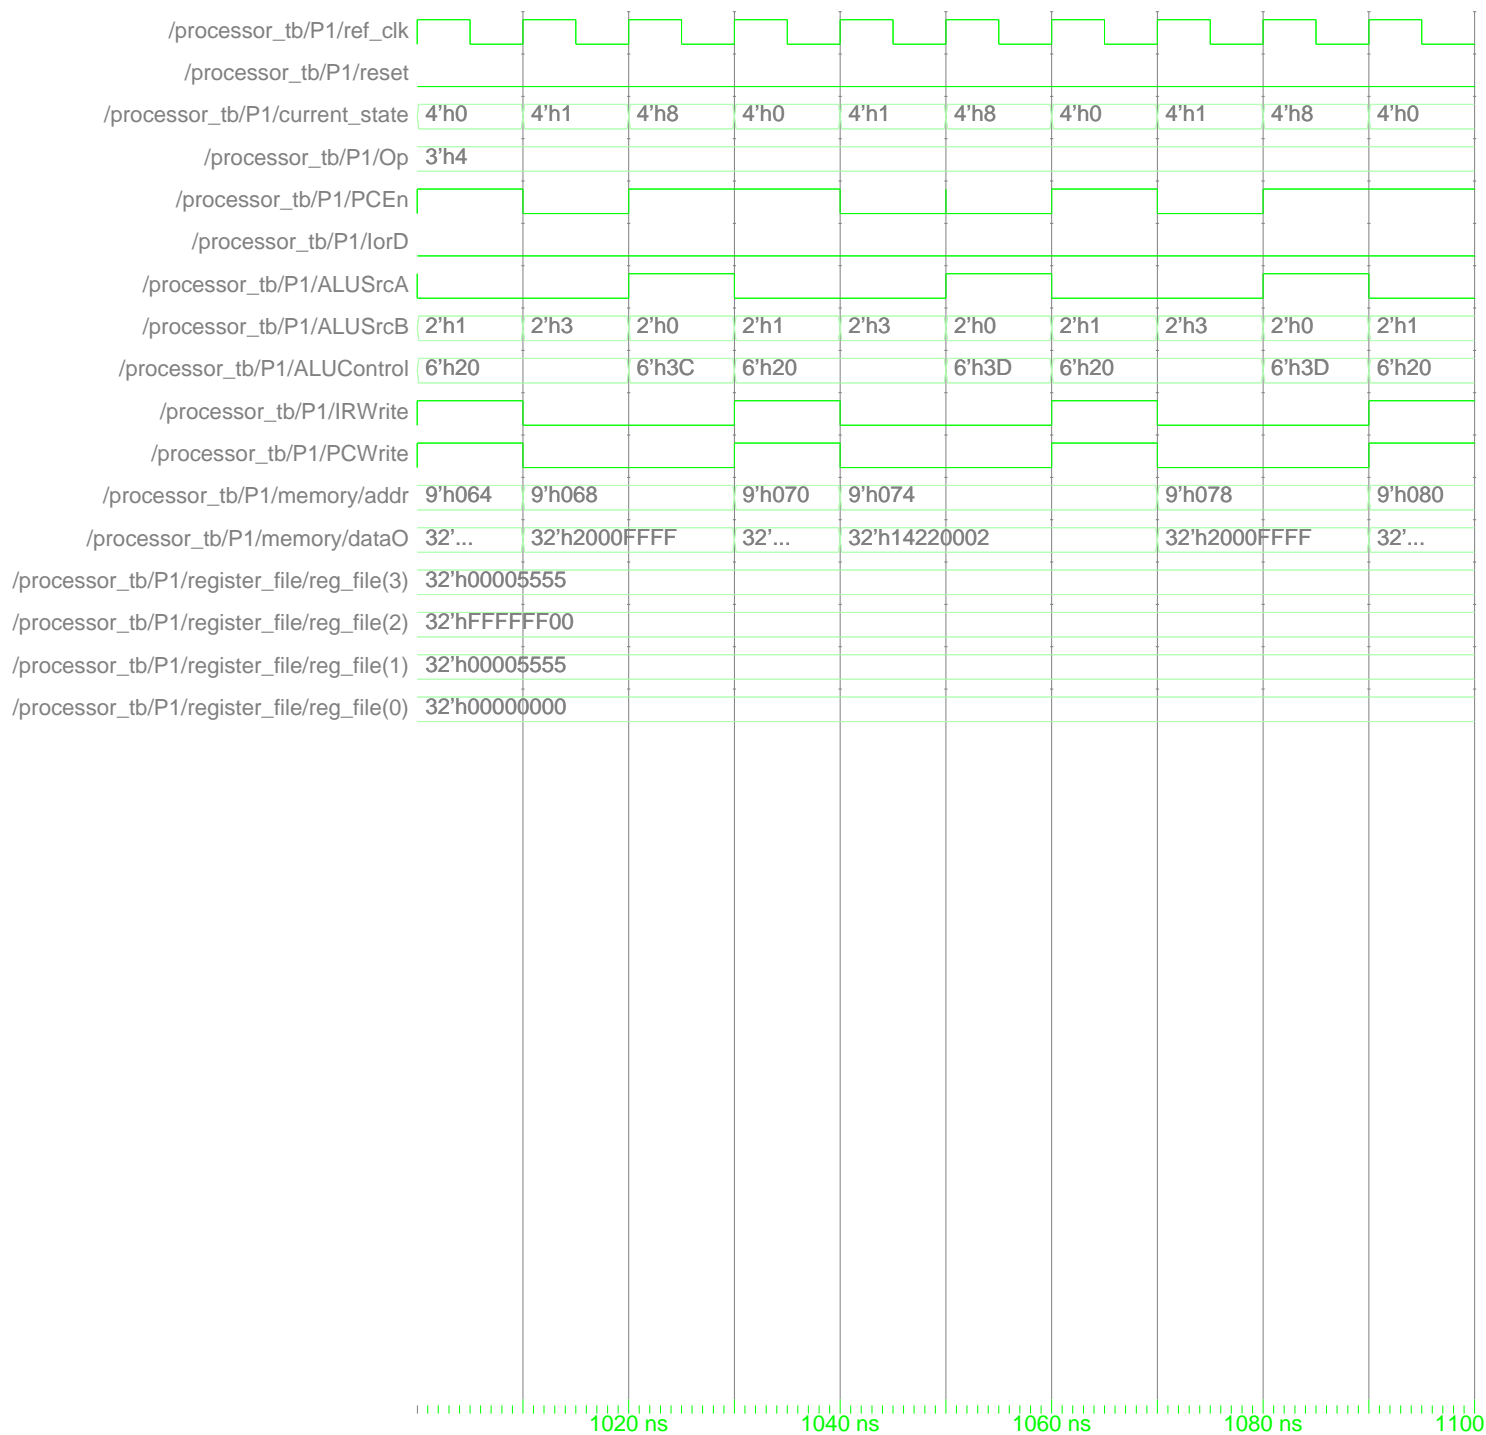 /processor_tb/P1/ref_clk
/processor_tb/P1/reset
/processor_tb/P1/current_state 4'h0 4'h1 4'h8 4'h0 4'h1 4'h8 4'h0 4'h1 4'h8 4'h0
/processor_tb/P1/Op 3'h4
/processor_tb/P1/PCEn
/processor_tb/P1/IorD
/processor_tb/P1/ALUSrcA
/processor_tb/P1/ALUSrcB 2'h1 2'h3 2'h0 2'h1 2'h3 2'h0 2'h1 2'h3 2'h0 2'h1
/processor_tb/P1/ALUControl 6'h20 6'h3C 6'h20 6'h3D 6'h20 6'h3D 6'h20
/processor_tb/P1/IRWrite
/processor_tb/P1/PCWrite
/processor_tb/P1/memory/addr 9'h064 9'h068 9'h070 9'h074 9'h078 9'h080
/processor_tb/P1/memory/dataO 32'... 32'h2000FFFF 32'... 32'h14220002 32'h2000FFFF 32'...
/processor_tb/P1/register_file/reg_file(3) 32'h00005555
/processor_tb/P1/register_file/reg_file(2) 32'hFFFFFF00
/processor_tb/P1/register_file/reg_file(1) 32'h00005555
/processor_tb/P1/register_file/reg_file(0) 32'h00000000
1020 ns 1040 ns 1060 ns 1080 ns 1100